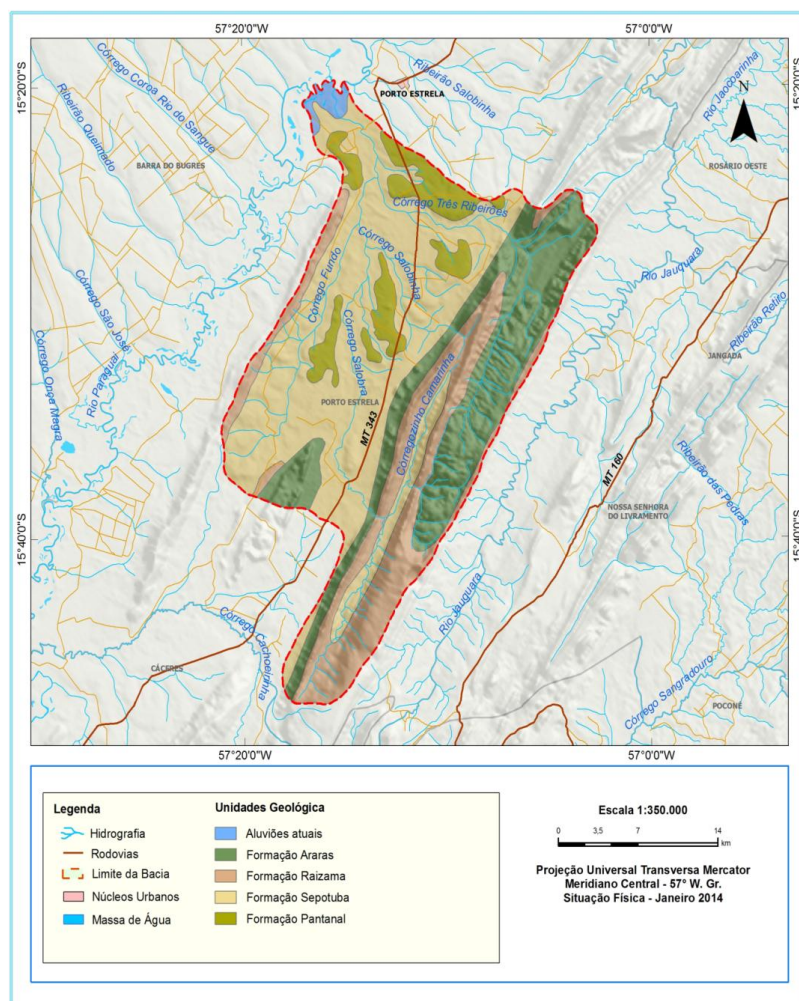 57°20'0"W
57°0'0"W
15°20'0"S
15°20'0"S
Córrego Coroa Rio do Sangue
Ribeirão Queimado
Ribeirão Salobinha
Rio Jaocoarinha
N
PORTO ESTRELA
BARRA DO BUGRES
ROSÁRIO OESTE
Córrego Três Ribeirões
Córrego Salobinha
Córrego Fundo
Rio Jauquara
Córrego São José
Ribeirão Retiro
Córrego Onça Magra
Rio Paraguai
Córrego Salobra
JANGADA
Corregozinho Camarinha
PORTO ESTRELA
MT 343
Ribeirão das Pedras
MT 160
NOSSA SENHORA
DO LIVRAMENTO
15°40'0"S
15°40'0"S
Rio Jauquara
Córrego Cachoeirinha
CÁCERES
Córrego Sangradouro
POCONÉ
57°20'0"W
57°0'0"W
Legenda
Hidrografia
Rodovias
Limite da Bacia
Núcleos Urbanos
Massa de Água
Unidades Geológica
Aluviões atuais
Formação Araras
Formação Raizama
Formação Sepotuba
Formação Pantanal
Escala 1:350.000
0 3,5 7 14
km
Projeção Universal Transversa Mercator
Meridiano Central - 57° W. Gr.
Situação Física - Janeiro 2014